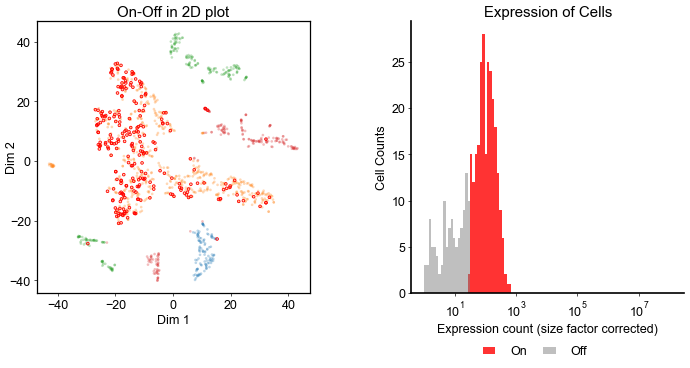 On-Off in 2D plot
Dim 2
40
20
0
−20
−40
−40 −20 0 20 40
Dim 1
Expression of Cells
Cell Counts
25
20
15
10
5
0
10^1 10^3 10^5 10^7
Expression count (size factor corrected)
On Off